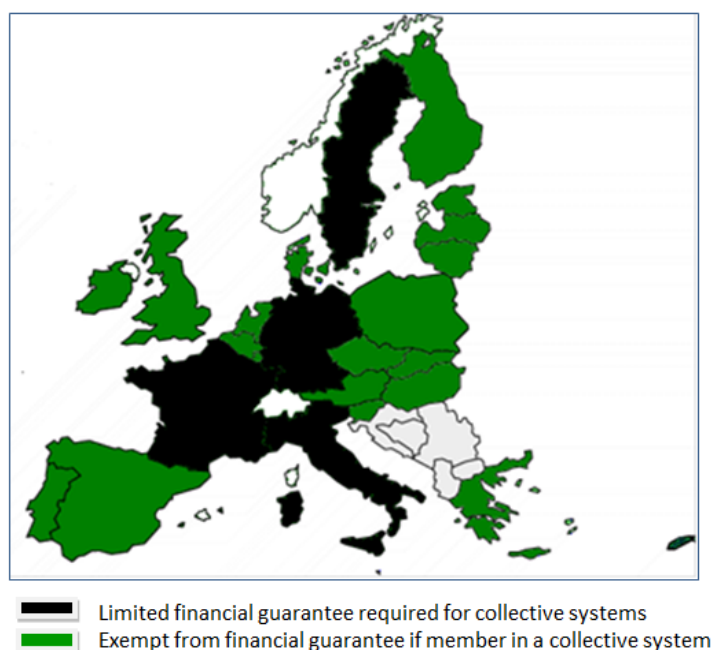 Limited financial guarantee required for collective systems
Exempt from financial guarantee if member in a collective system